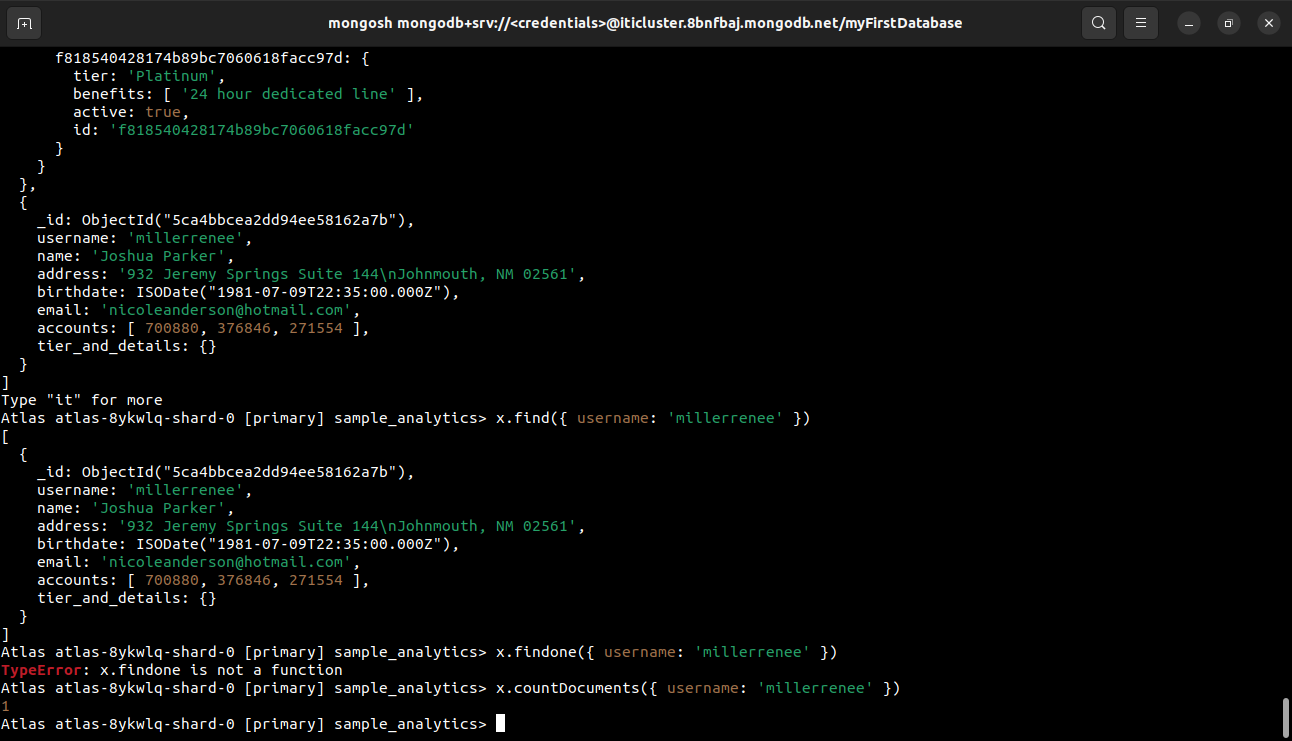 mongosh mongodb+srv://<credentials>@iticluster.8bnfbaj.mongodb.net/myFirstDatabase
      f818540428174b89bc7060618facc97d: {
        tier: 'Platinum',
        benefits: [ '24 hour dedicated line' ],
        active: true,
        id: 'f818540428174b89bc7060618facc97d'
      }
    }
  },
  {
    _id: ObjectId("5ca4bbcea2dd94ee58162a7b"),
    username: 'millerrenee',
    name: 'Joshua Parker',
    address: '932 Jeremy Springs Suite 144\nJohnmouth, NM 02561',
    birthdate: ISODate("1981-07-09T22:35:00.000Z"),
    email: 'nicoleanderson@hotmail.com',
    accounts: [ 700880, 376846, 271554 ],
    tier_and_details: {}
  }
]
Type "it" for more
Atlas atlas-8ykwlq-shard-0 [primary] sample_analytics> x.find({ username: 'millerrenee' })
[
  {
    _id: ObjectId("5ca4bbcea2dd94ee58162a7b"),
    username: 'millerrenee',
    name: 'Joshua Parker',
    address: '932 Jeremy Springs Suite 144\nJohnmouth, NM 02561',
    birthdate: ISODate("1981-07-09T22:35:00.000Z"),
    email: 'nicoleanderson@hotmail.com',
    accounts: [ 700880, 376846, 271554 ],
    tier_and_details: {}
  }
]
Atlas atlas-8ykwlq-shard-0 [primary] sample_analytics> x.findone({ username: 'millerrenee' })
TypeError: x.findone is not a function
Atlas atlas-8ykwlq-shard-0 [primary] sample_analytics> x.countDocuments({ username: 'millerrenee' })
1
Atlas atlas-8ykwlq-shard-0 [primary] sample_analytics>